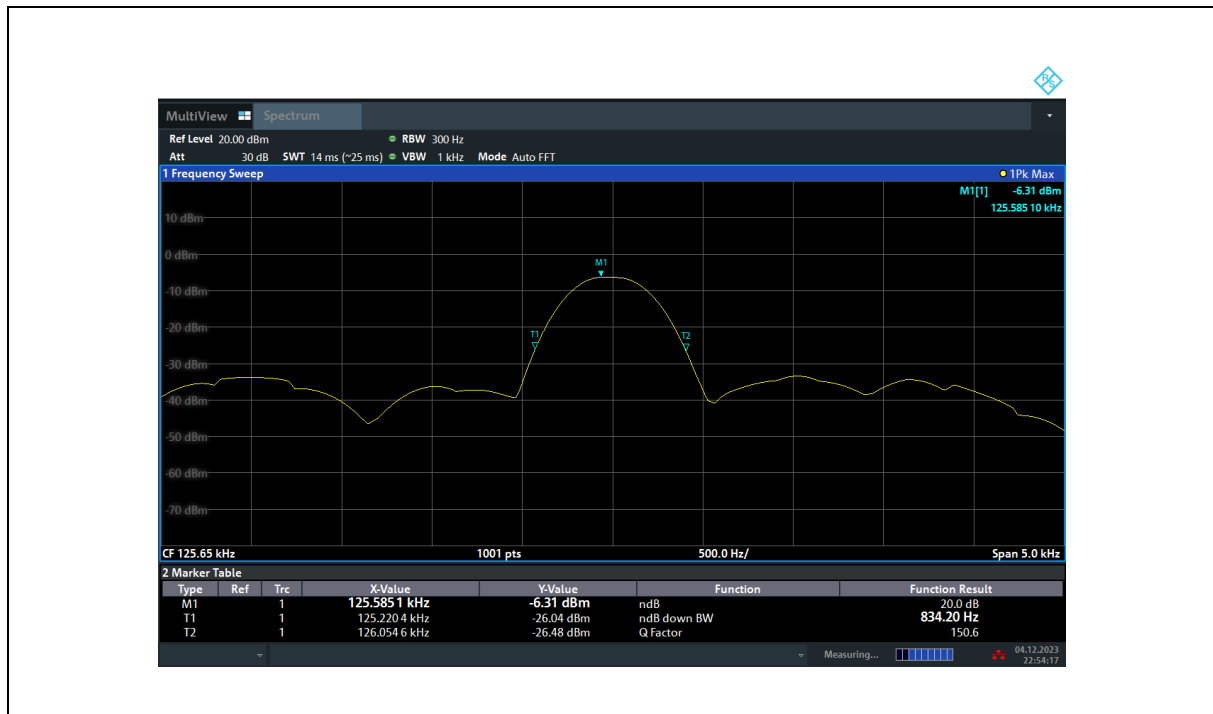 R S
MultiView Spectrum
Ref Level 20.00 dBm RBW 300 Hz
Att 30 dB SWT 14 ms (~25 ms) VBW 1 kHz Mode Auto FFT
1 Frequency Sweep 1Pk Max
M1[1] -6.31 dBm
125.585 10 kHz
10 dBm
0 dBm
M1
-10 dBm
-20 dBm
T1
T2
-30 dBm
-40 dBm
-50 dBm
-60 dBm
-70 dBm
CF 125.65 kHz 1001 pts 500.0 Hz/ Span 5.0 kHz
2 Marker Table
Type Ref Trc X-Value Y-Value Function Function Result
M1 1 125.585 1 kHz -6.31 dBm ndB 20.0 dB
T1 1 125.220 4 kHz -26.04 dBm ndB down BW 834.20 Hz
T2 1 126.054 6 kHz -26.48 dBm Q Factor 150.6
Measuring... 04.12.2023
22:54:17